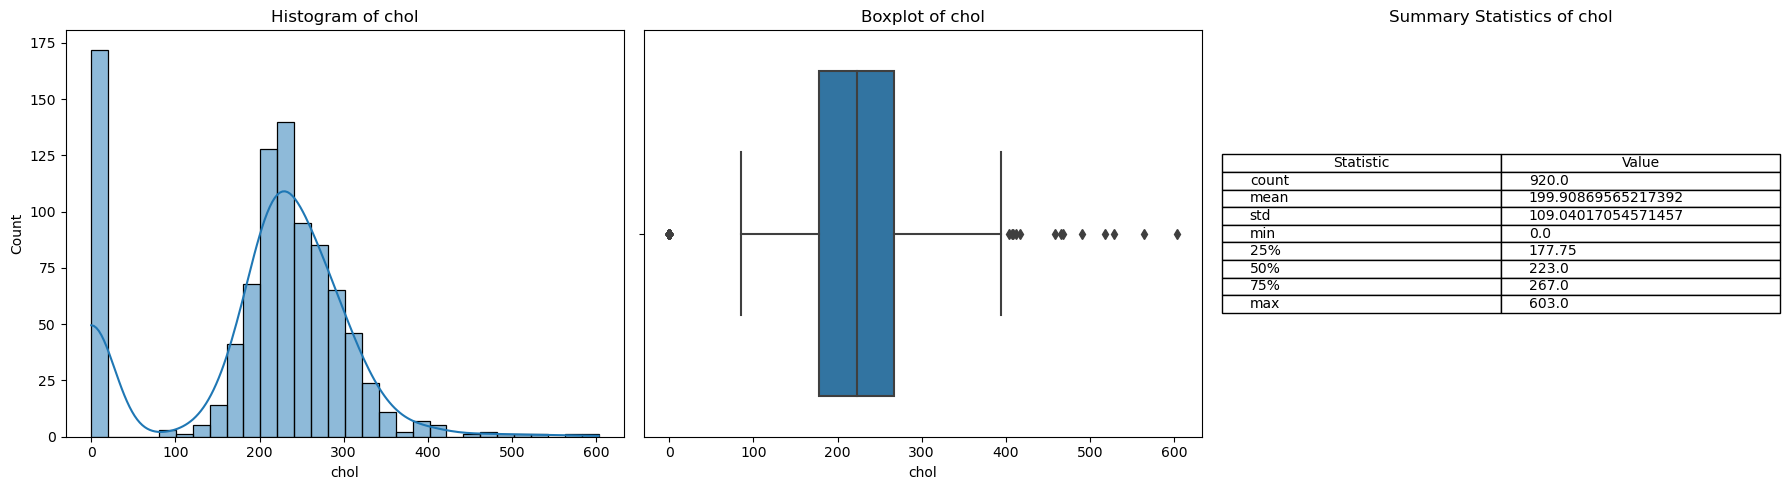 Histogram of chol
175
150
125
100
75
50
25
0
Count
0 100 200 300 400 500 600
chol
Boxplot of chol
0 100 200 300 400 500 600
chol
Summary Statistics of chol
Statistic Value
count 920.0
mean 199.90869565217392
std 109.04017054571457
min 0.0
25% 177.75
50% 223.0
75% 267.0
max 603.0